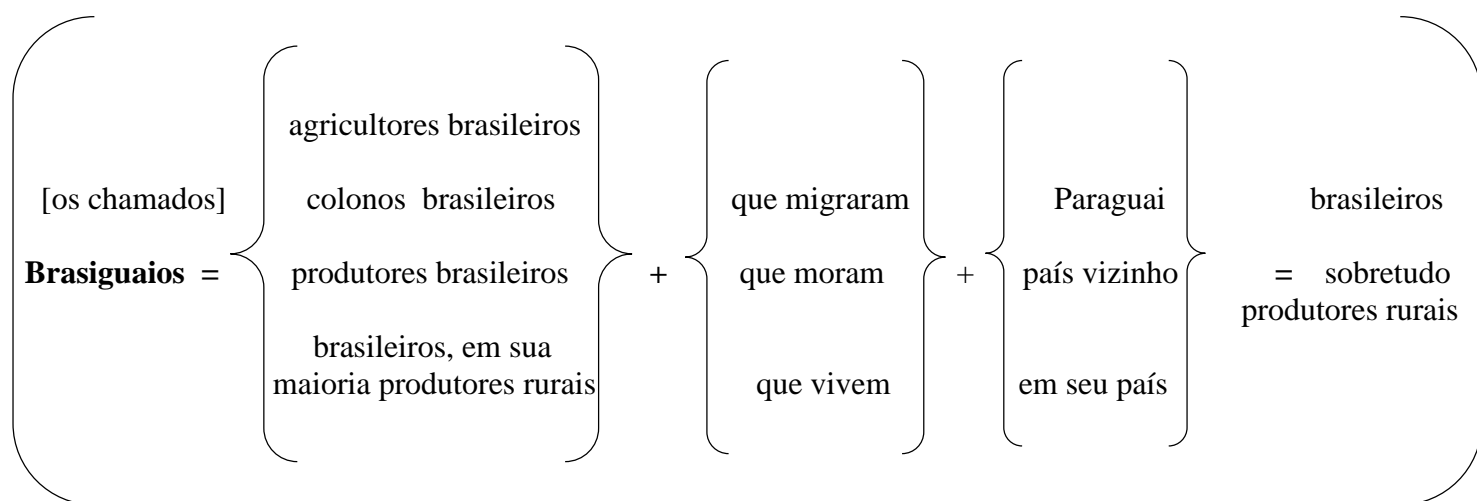 agricultores brasileiros
[os chamados] colonos brasileiros que migraram Paraguai brasileiros
Brasiguaios = produtores brasileiros + que moram + país vizinho = sobretudo
produtores rurais
brasileiros, em sua
maioria produtores rurais que vivem em seu país